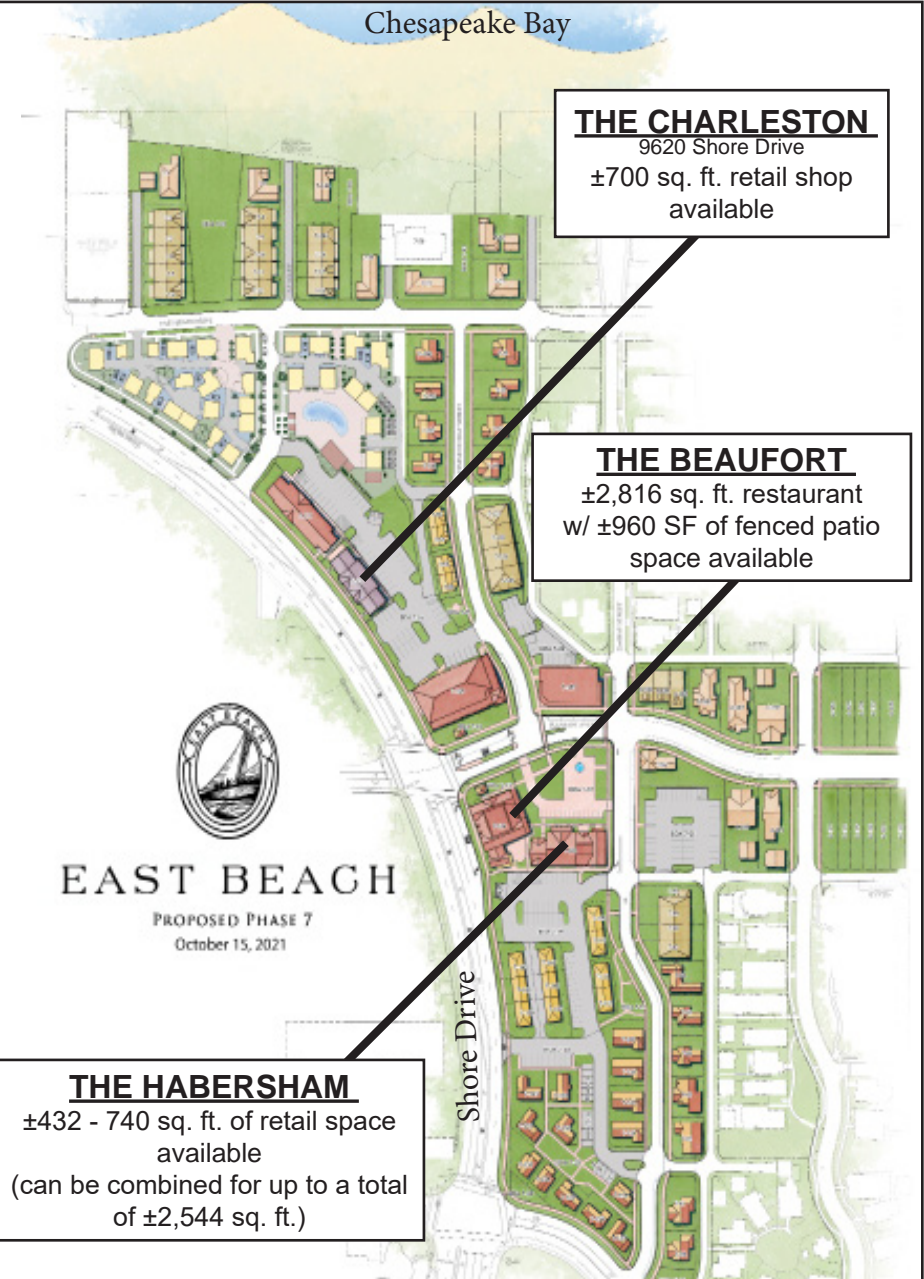 Chesapeake Bay
THE CHARLESTON
9620 Shore Drive
±700 sq. ft. retail shop
available
THE BEAUFORT
±2,816 sq. ft. restaurant
w/ ±960 SF of fenced patio
space available
EAST BEACH
EAST BEACH
PROPOSED PHASE 7
October 15, 2021
Shore Drive
THE HABERSHAM
±432 - 740 sq. ft. of retail space
available
(can be combined for up to a total
of ±2,544 sq. ft.)